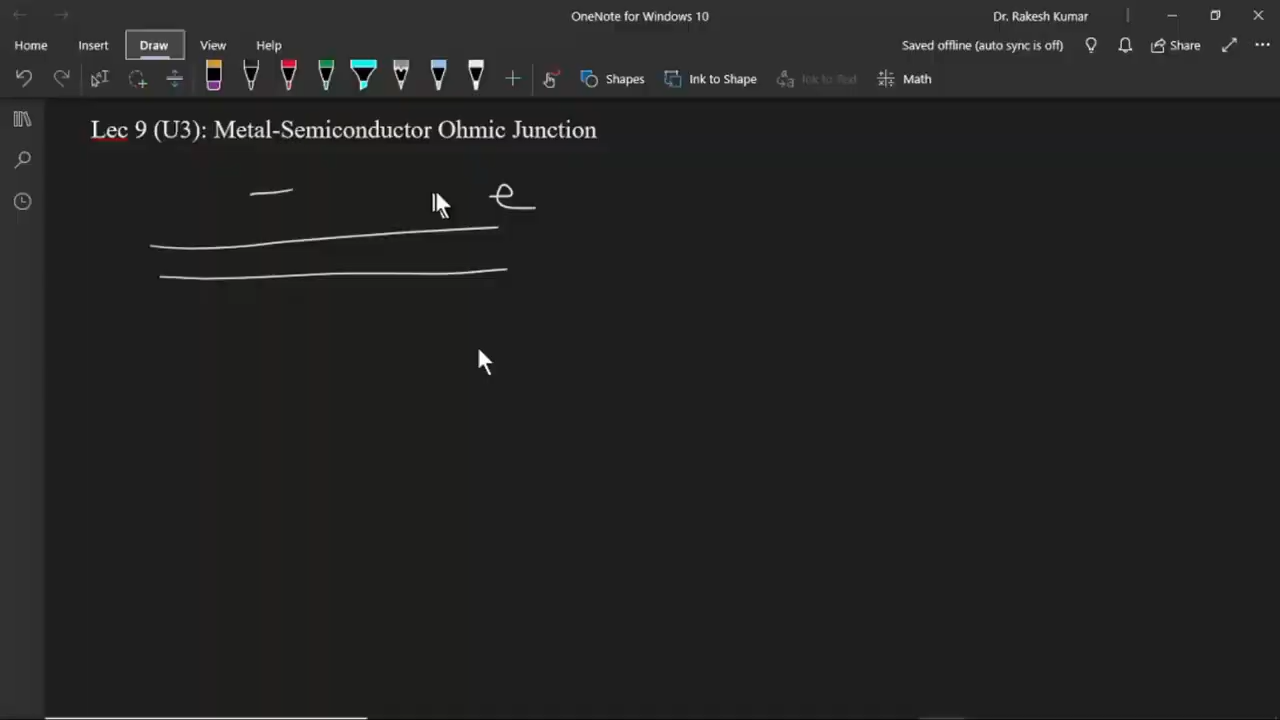 OneNote for Windows 10
Dr. Rakesh Kumar
Home Insert Draw View Help
Saved offline (auto sync is off) Share
Shapes Ink to Shape Ink to Text Math
Lec 9 (U3): Metal-Semiconductor Ohmic Junction
e